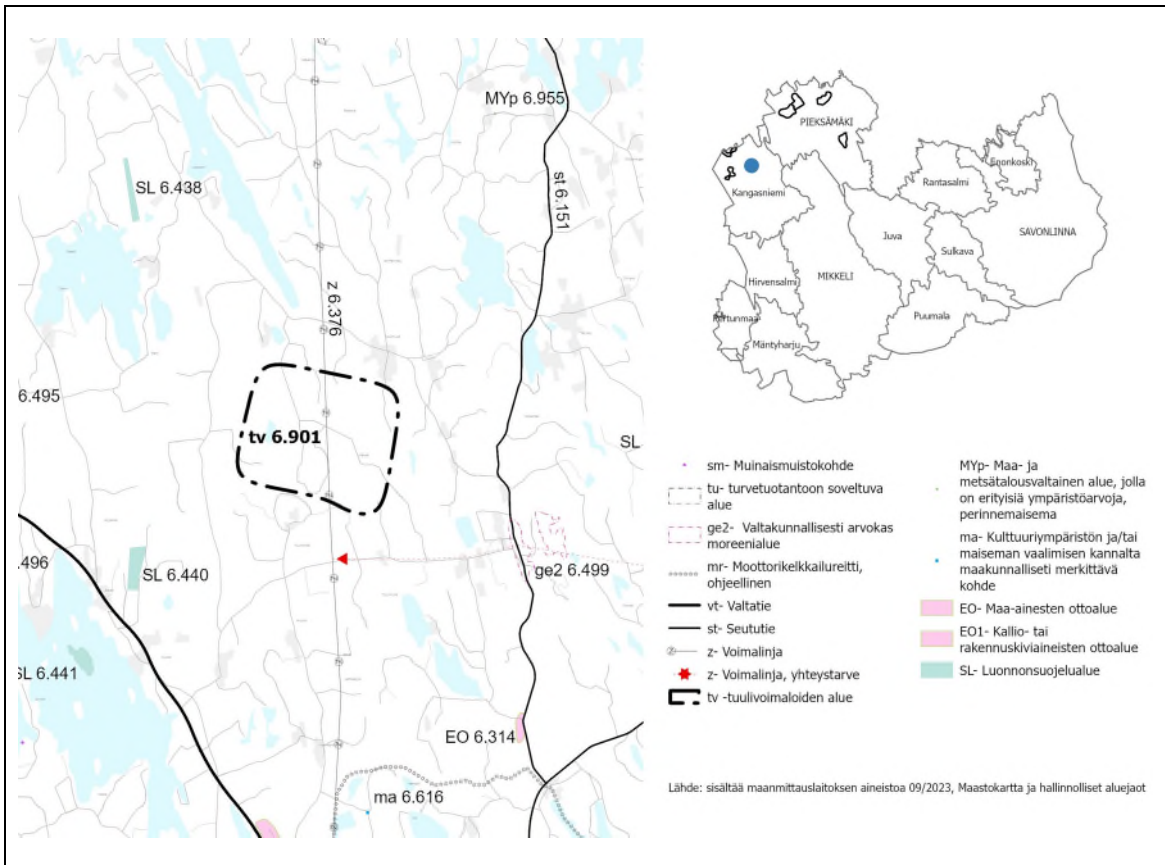 MYp 6.955
SL 6.438
st 6.151
z 6.376
6.495
tv 6.901
SL
6.496
SL 6.440
ge2 6.499
SL 6.441
EO 6.314
ma 6.616
PIEKSÄMÄKI
Kangasniemi
Enonkoski
Rantasalmi
SAVONLINNA
Juva
Sulkava
MIKKELI
Hirvensalmi
Puumala
Mäntyharju
sm- Muinaismuistokohde
tu- turvetuotantoon soveltuva
alue
ge2- Valtakunnallisesti arvokas
moreenialue
mr- Moottorikelkkailureitti,
ohjeellinen
vt- Valtatie
st- Seututie
z- Voimalinja
z- Voimalinja, yhteystarve
tv -tuulivoimaloiden alue
MYp- Maa- ja
metsätalousvaltainen alue, jolla
on erityisiä ympäristöarvoja,
perinnemaisema
ma- Kulttuuriympäristön ja/tai
maiseman vaalimisen kannalta
maakunnalliseti merkittävä
kohde
EO- Maa-ainesten ottoalue
EO1- Kallio- tai
rakennuskiviaineisten ottoalue
SL- Luonnonsuojelualue
Lähde: sisältää maanmittauslaitoksen aineistoa 09/2023, Maastokartta ja hallinnolliset aluejaot